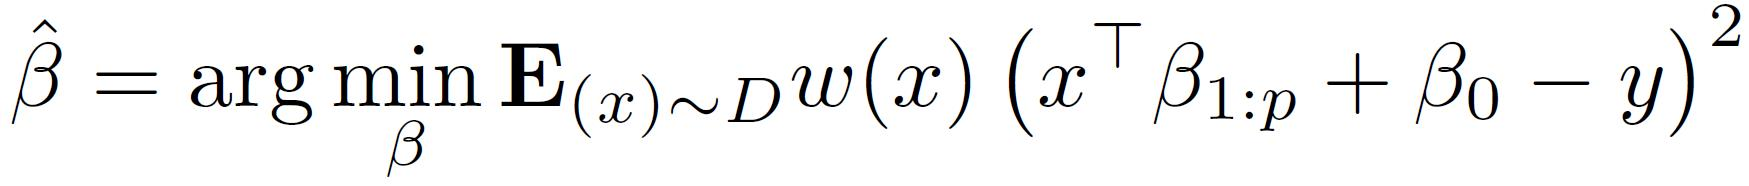 $\hat{\beta} = \arg\min_{\beta} \mathbf{E}_{(x) \sim D} w(x) \left( x^{\top} \beta_{1:p} + \beta_0 - y \right)^2$